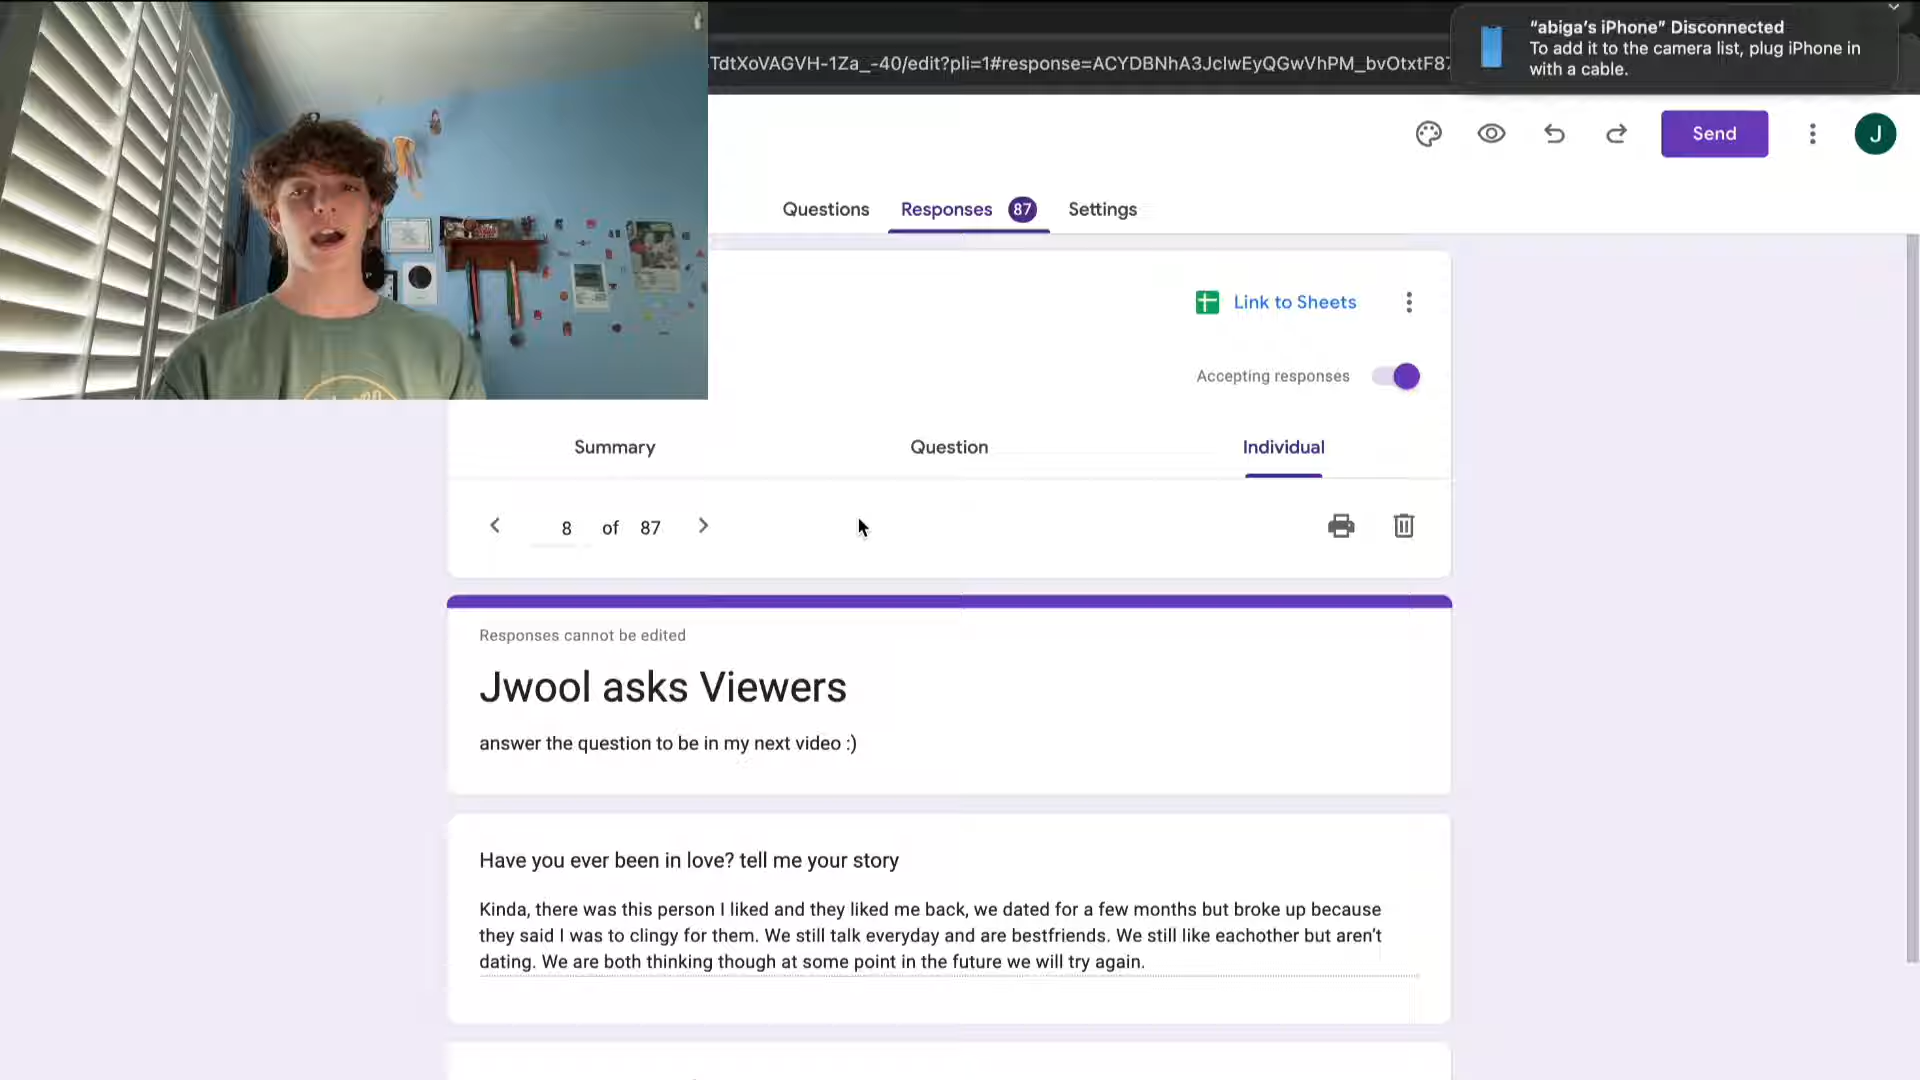 "abiga's iPhone" Disconnected
To add it to the camera list, plug iPhone in
with a cable.
TdtXoVAGVH-1Za_-40/edit?pli=1#response=ACYDBNhA3JclwEyQGwVhPM_bvOtxtF87
Send
J
Questions
Responses 87
Settings
Link to Sheets
Accepting responses
Summary
Question
Individual
8 of 87
Responses cannot be edited
Jwool asks Viewers
answer the question to be in my next video :)
Have you ever been in love? tell me your story
Kinda, there was this person I liked and they liked me back, we dated for a few months but broke up because
they said I was to clingy for them. We still talk everyday and are bestfriends. We still like eachother but aren't
dating. We are both thinking though at some point in the future we will try again.